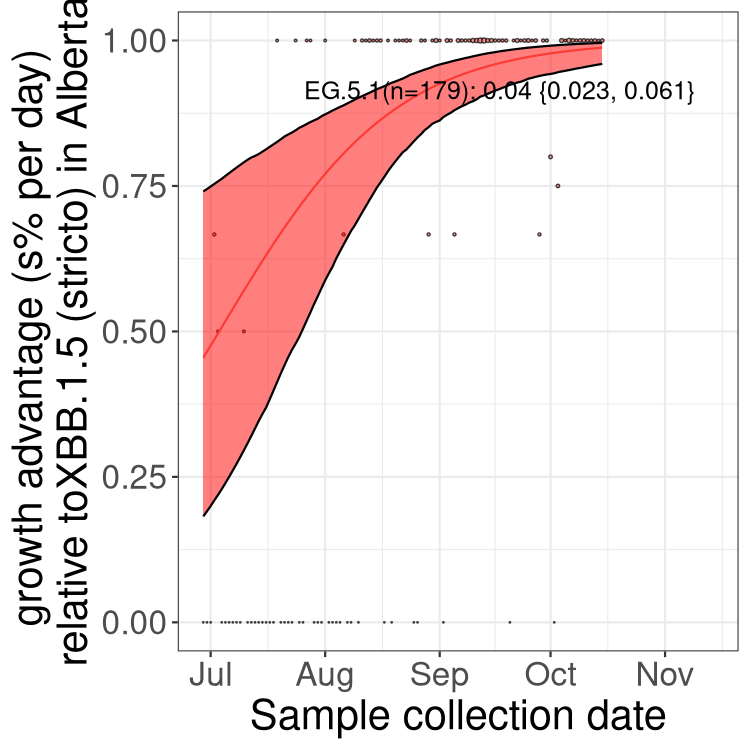 growth advantage (s% per day)
relative toXBB.1.5 (stricto) in Alberta
1.00
0.75
0.50
0.25
0.00
EG.5.1(n=179): 0.04 {0.023, 0.061}
Jul Aug Sep Oct Nov
Sample collection date